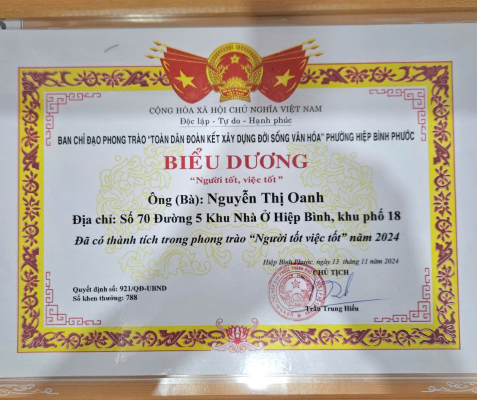 CỘNG HÒA XÃ HỘI CHỦ NGHĨA VIỆT NAM
Độc lập - Tự do - Hạnh phúc
BAN CHỈ ĐẠO PHONG TRÀO "TOÀN DÂN ĐOÀN KẾT XÂY DỰNG ĐỜI SỐNG VĂN HÓA" PHƯỜNG HIỆP BÌNH PHƯỚC
BIỂU DƯƠNG
"Người tốt, việc tốt"
Ông (Bà): Nguyễn Thị Oanh
Địa chỉ: Số 70 Đường 5 Khu Nhà Ở Hiệp Bình, khu phố 18
Đã có thành tích trong phong trào "Người tốt việc tốt" năm 2024
Hiệp Bình Phước, ngày 13 tháng 11 năm 2024
CHỦ TỊCH
Quyết định số: 921/QĐ-UBND
Số khen thưởng: 788
Trần Trung Hiếu